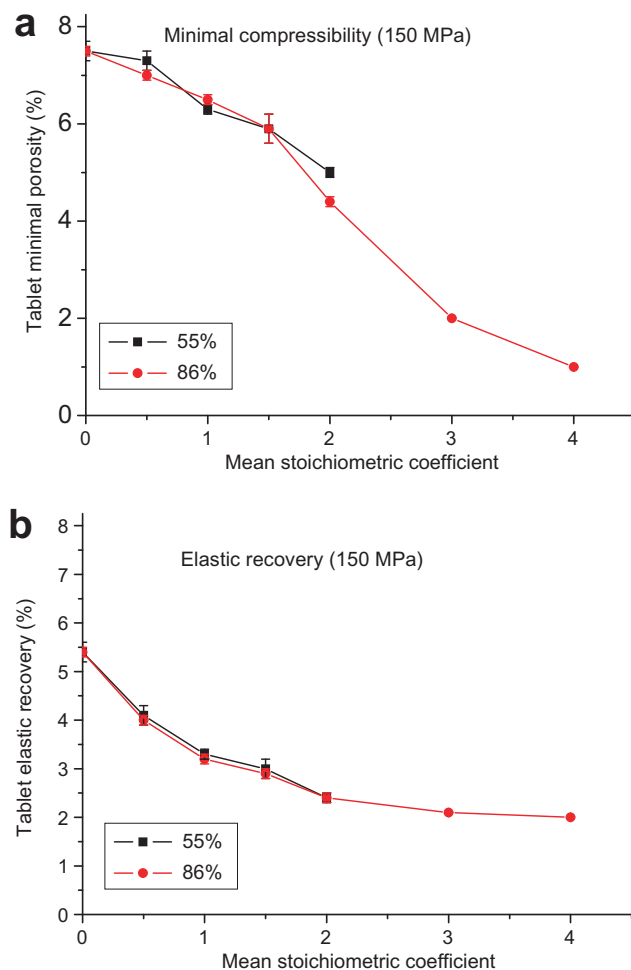 a
Minimal compressibility (150 MPa)
Tablet minimal porosity (%)
8
6
4
2
0
55%
86%
0 1 2 3 4
Mean stoichiometric coefficient
b
Elastic recovery (150 MPa)
Tablet elastic recovery (%)
8
7
6
5
4
3
2
1
0
55%
86%
0 1 2 3 4
Mean stoichiometric coefficient